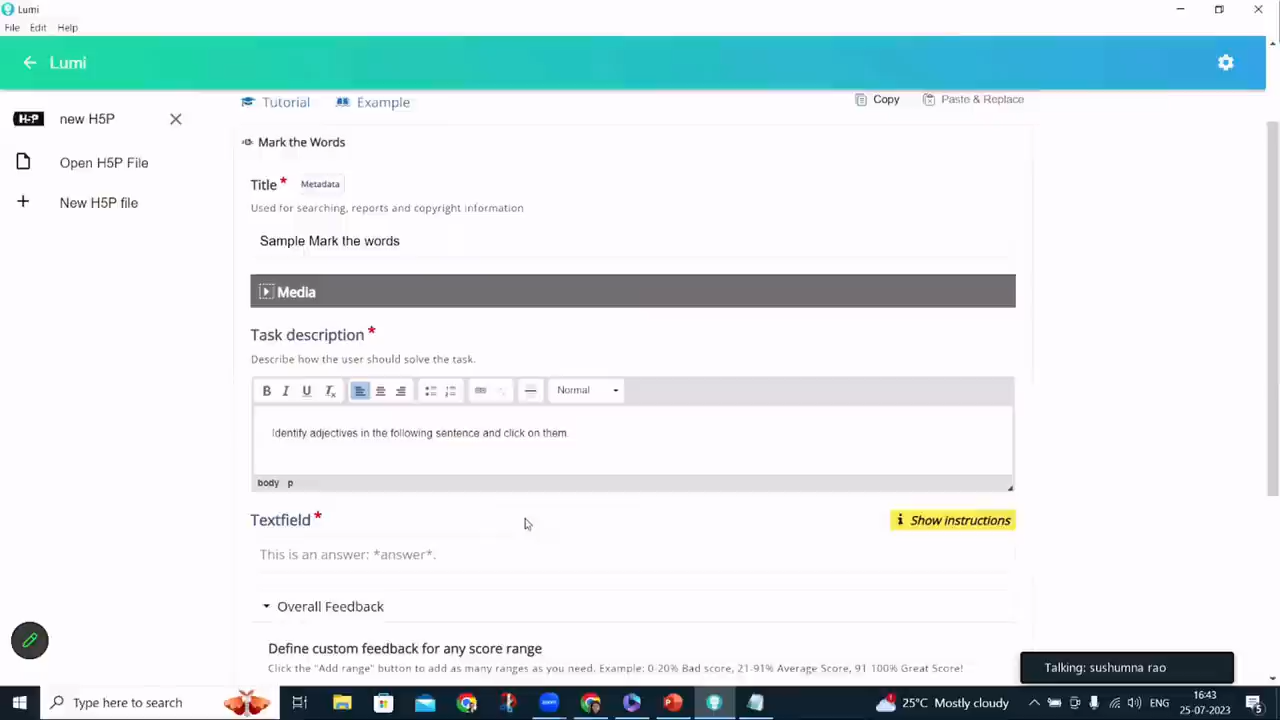 Lumi
File Edit Help
Lumi
H5P new H5P
Open H5P File
New H5P file
Tutorial Example
Copy Paste & Replace
Mark the Words
Title* Metadata
Used for searching, reports and copyright information
Sample Mark the words
Media
Task description*
Describe how the user should solve the task.
B I U Tx Normal
Identify adjectives in the following sentence and click on them.
body p
Textfield* Show instructions
This is an answer: *answer*.
Overall Feedback
Define custom feedback for any score range
Click the "Add range" button to add as many ranges as you need. Example: 0-20% Bad score, 21-91% Average Score, 91 100% Great Score!
Talking: sushumna rao
Type here to search
zoom
25°C Mostly cloudy
ENG
16:43
25-07-2023
5